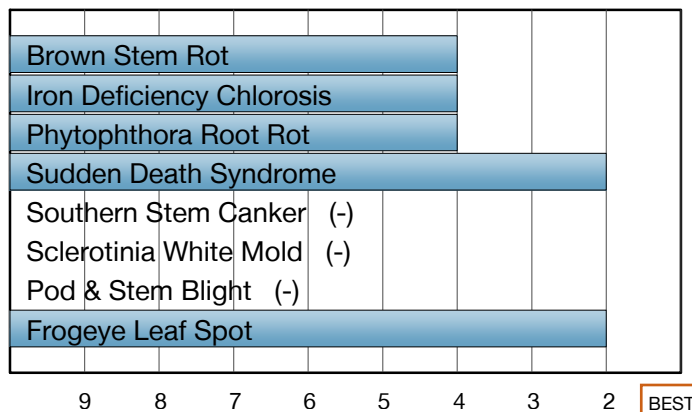 Brown Stem Rot
Iron Deficiency Chlorosis
Phytophthora Root Rot
Sudden Death Syndrome
Southern Stem Canker (-)
Sclerotinia White Mold (-)
Pod & Stem Blight (-)
Frogeye Leaf Spot
9 8 7 6 5 4 3 2 BEST